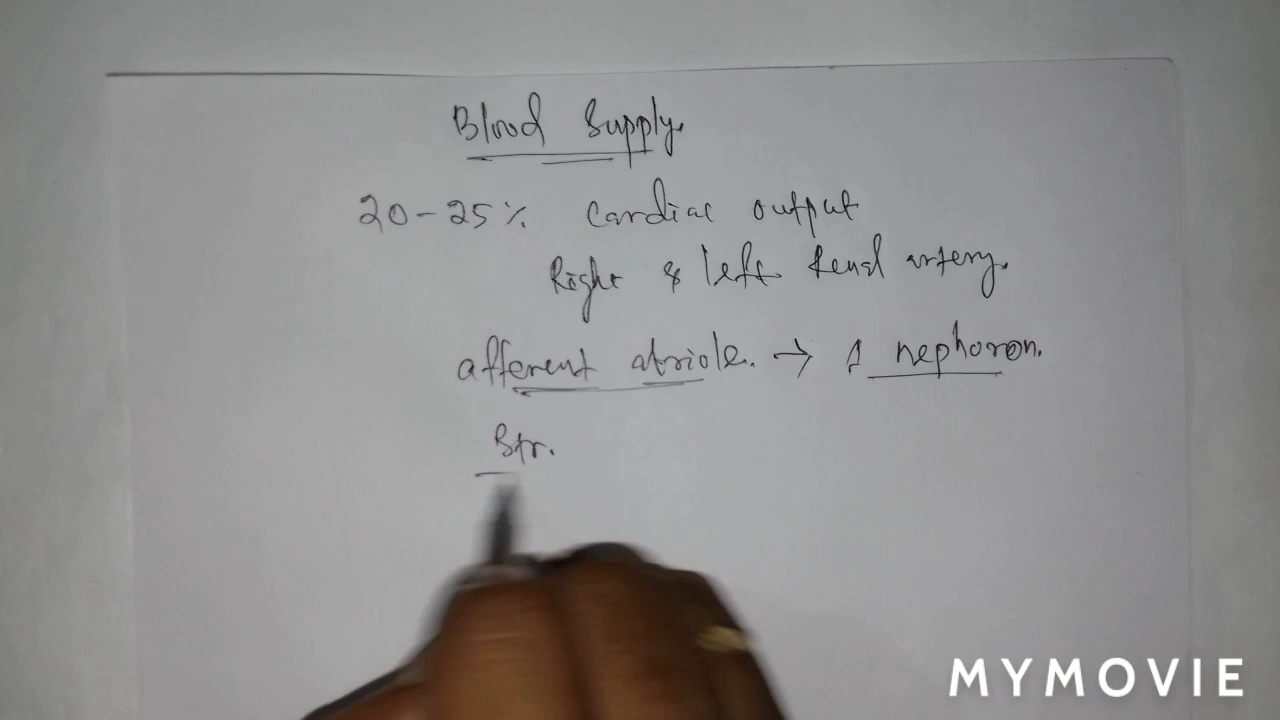 Blood Supply.
20-25% Cardiac output
Right & left Renal artery.
afferent atriole. → 1 nephoron.
Str.
MYMOVIE